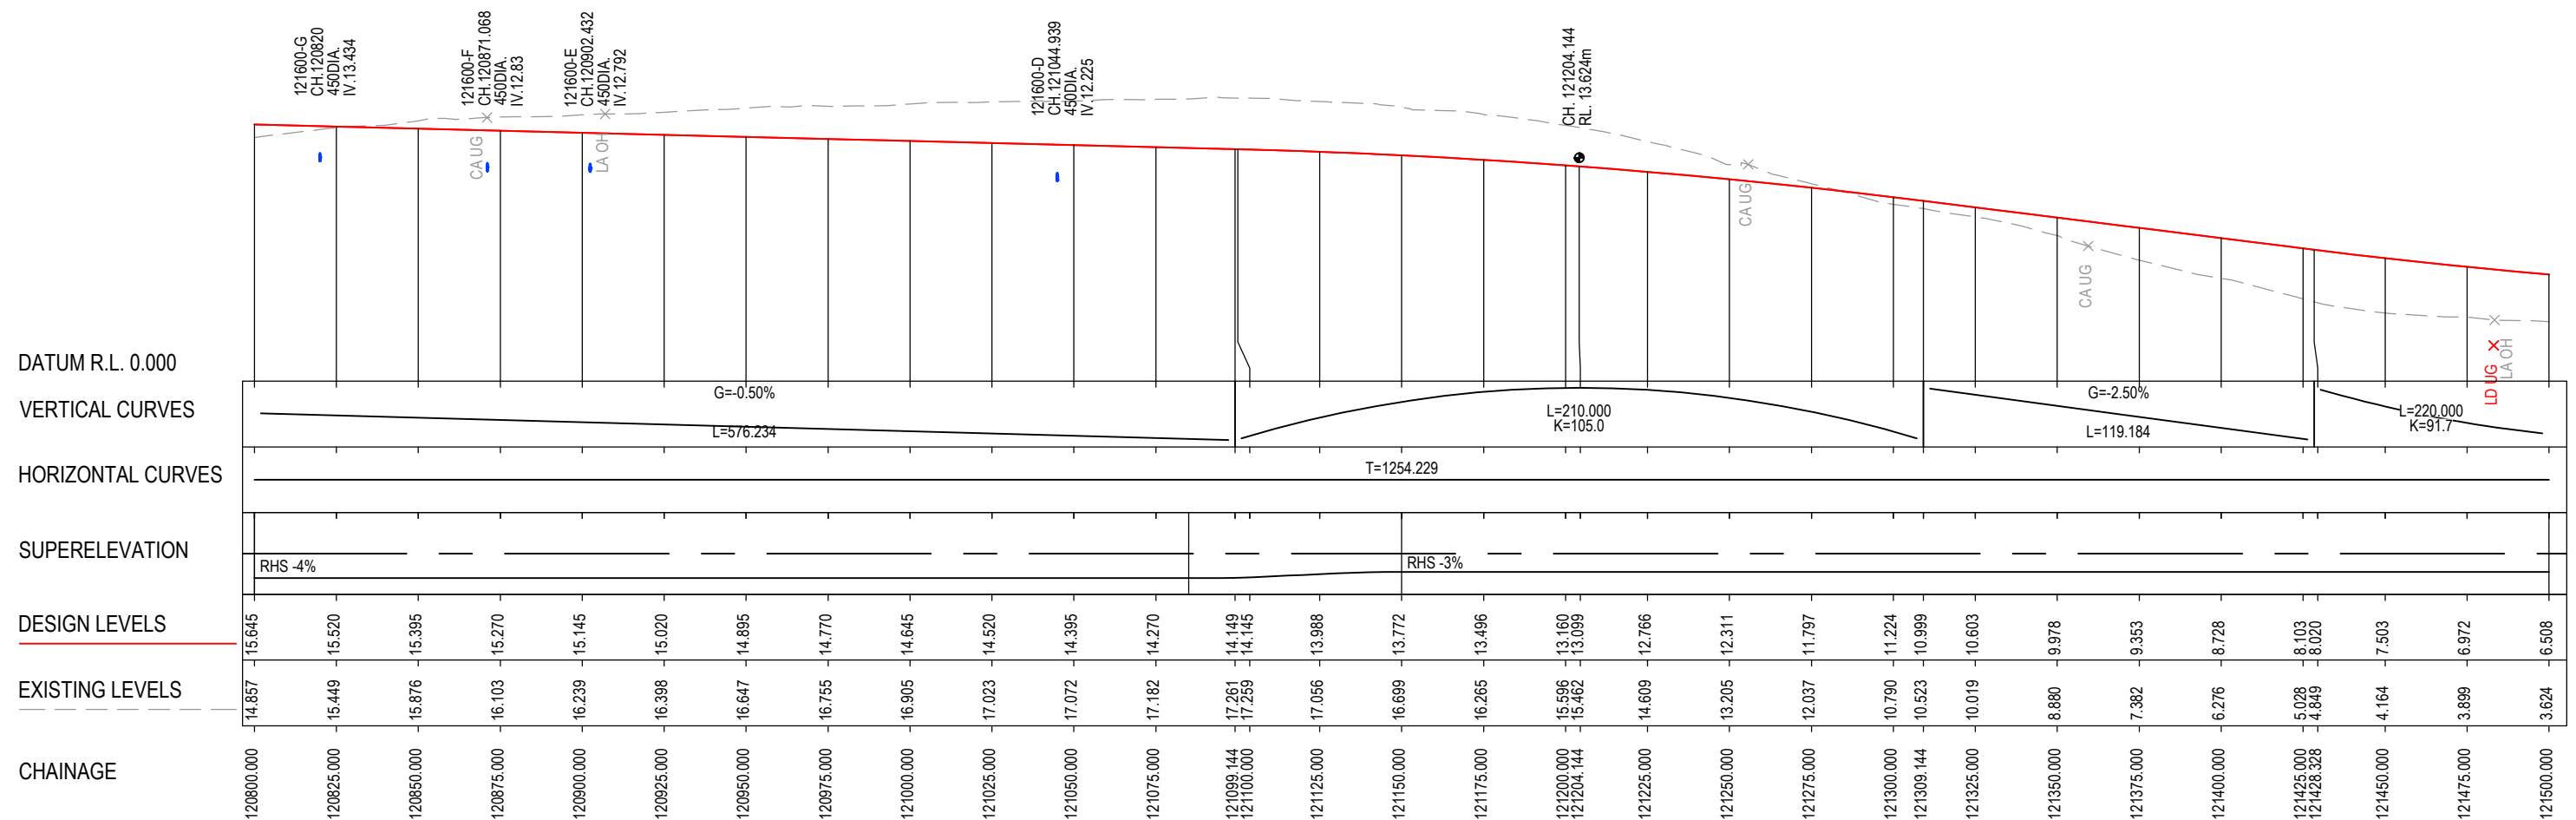 121600-G
CH.120820
450DIA.
IV.13.434
121600-F
CH.120871.068
450DIA.
IV.12.83
121600-E
CH.120902.432
450DIA.
IV.12.792
121600-D
CH.121044.939
450DIA.
IV.12.225
CH. 121204.144
RL. 13.624m
CA UG
LA OH
CA UG
CA UG
LD UG
LA OH
DATUM R.L. 0.000
VERTICAL CURVES
G=-0.50%
L=576.234
L=210.000
K=105.0
G=-2.50%
L=119.184
L=220.000
K=91.7
HORIZONTAL CURVES
T=1254.229
SUPERELEVATION
RHS -4%
RHS -3%
DESIGN LEVELS
15.645 15.520 15.395 15.270 15.145 15.020 14.895 14.770 14.645 14.520 14.395 14.270 14.149 14.145 13.988 13.772 13.496 13.160 13.099 12.766 12.311 11.797 11.224 10.999 10.603 9.978 9.353 8.728 8.103 8.020 7.503 6.972 6.508
EXISTING LEVELS
14.857 15.449 15.876 16.103 16.239 16.398 16.647 16.755 16.905 17.023 17.072 17.182 17.261 17.259 17.056 16.699 16.265 15.596 15.462 14.609 13.205 12.037 10.790 10.523 10.019 8.880 7.382 6.276 5.028 4.849 4.164 3.899 3.624
CHAINAGE
120800.000 120825.000 120850.000 120875.000 120900.000 120925.000 120950.000 120975.000 121000.000 121025.000 121050.000 121075.000 121099.144 121100.000 121125.000 121150.000 121175.000 121200.000 121204.144 121225.000 121250.000 121275.000 121300.000 121309.144 121325.000 121350.000 121375.000 121400.000 121425.000 121428.328 121450.000 121475.000 121500.000